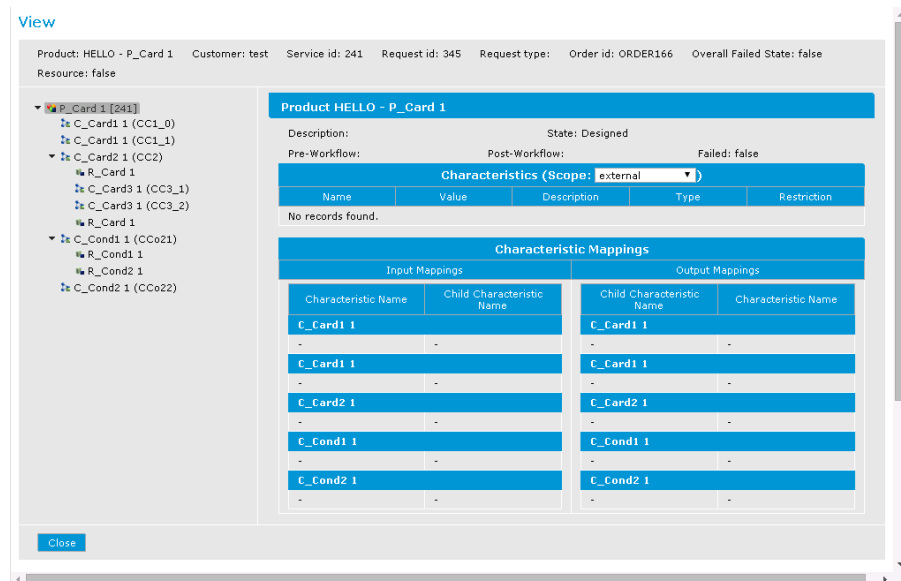 View
Product: HELLO - P_Card 1 Customer: test Service id: 241 Request id: 345 Request type: Order id: ORDER166 Overall Failed State: false
Resource: false
P_Card 1 [241]
C_Card1 1 (CC1_0)
C_Card1 1 (CC1_1)
C_Card2 1 (CC2)
R_Card 1
C_Card3 1 (CC3_1)
C_Card3 1 (CC3_2)
R_Card 1
C_Cond1 1 (CCo21)
R_Cond1 1
R_Cond2 1
C_Cond2 1 (CCo22)
Product HELLO - P_Card 1
Description: State: Designed
Pre-Workflow: Post-Workflow: Failed: false
Characteristics (Scope: external )
Name Value Description Type Restriction
No records found.
Characteristic Mappings
Input Mappings Output Mappings
Characteristic Name Child Characteristic Name Child Characteristic Name Characteristic Name
C_Card1 1 C_Card1 1
- - - -
C_Card1 1 C_Card1 1
- - - -
C_Card2 1 C_Card2 1
- - - -
C_Cond1 1 C_Cond1 1
- - - -
C_Cond2 1 C_Cond2 1
- - - -
Close